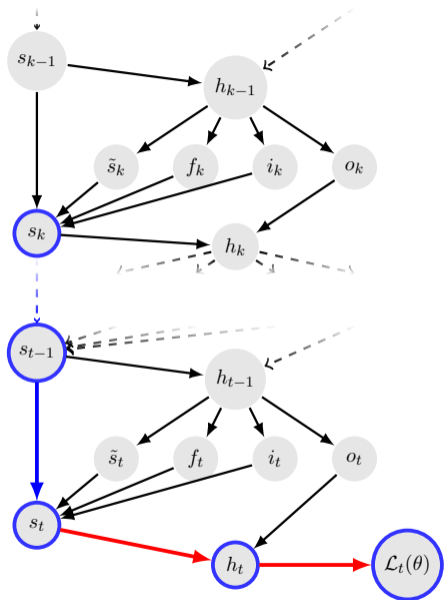 s_{k-1}
h_{k-1}
s̃_k f_k i_k o_k
s_k
h_k
s_{t-1}
h_{t-1}
s̃_t f_t i_t o_t
s_t
h_t ℒ_t(θ)